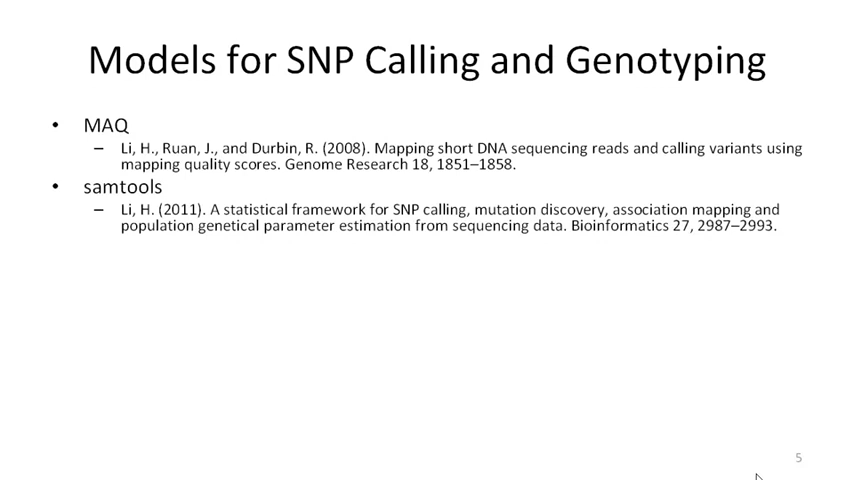 Models for SNP Calling and Genotyping
• MAQ
– Li, H., Ruan, J., and Durbin, R. (2008). Mapping short DNA sequencing reads and calling variants using
mapping quality scores. Genome Research 18, 1851–1858.
• samtools
– Li, H. (2011). A statistical framework for SNP calling, mutation discovery, association mapping and
population genetical parameter estimation from sequencing data. Bioinformatics 27, 2987–2993.
5